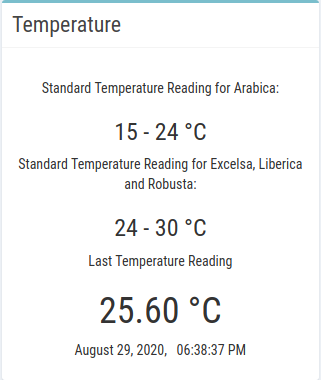 Temperature
Standard Temperature Reading for Arabica:
15 - 24 °C
Standard Temperature Reading for Excelsa, Liberica
and Robusta:
24 - 30 °C
Last Temperature Reading
25.60 °C
August 29, 2020, 06:38:37 PM